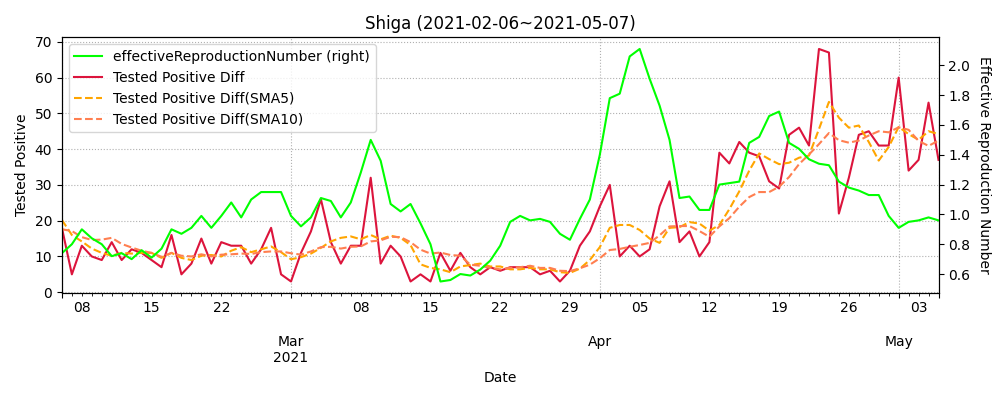 Shiga (2021-02-06~2021-05-07)
effectiveReproductionNumber (right)
Tested Positive Diff
Tested Positive Diff(SMA5)
Tested Positive Diff(SMA10)
Tested Positive
70
60
50
40
30
20
10
0
2.0
1.8
1.6
1.4
1.2
1.0
0.8
0.6
Effective Reproduction Number
08 15 22 08 15 22 29 05 12 19 26 03
Mar Apr May
2021
Date